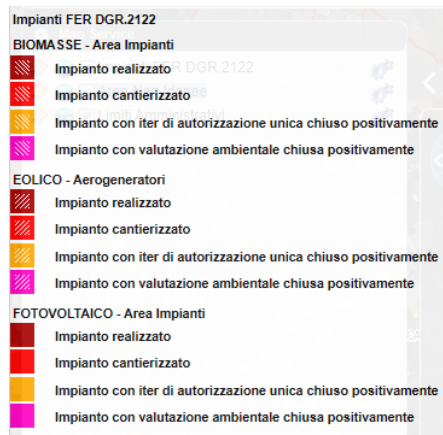 Impianti FER DGR.2122
BIOMASSE - Area Impianti
Impianto realizzato
Impianto cantierizzato
Impianto con iter di autorizzazione unica chiuso positivamente
Impianto con valutazione ambientale chiusa positivamente
EOLICO - Aerogeneratori
Impianto realizzato
Impianto cantierizzato
Impianto con iter di autorizzazione unica chiuso positivamente
Impianto con valutazione ambientale chiusa positivamente
FOTOVOLTAICO - Area Impianti
Impianto realizzato
Impianto cantierizzato
Impianto con iter di autorizzazione unica chiuso positivamente
Impianto con valutazione ambientale chiusa positivamente